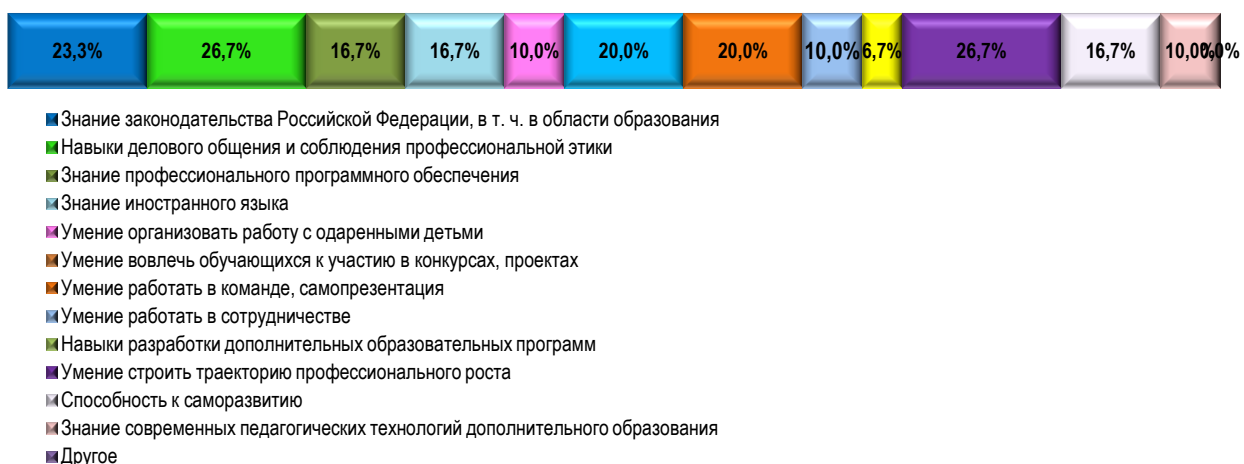 23,3% 26,7% 16,7% 16,7% 10,0% 20,0% 20,0% 10,0% 6,7% 26,7% 16,7% 10,0% 0,0%
Знание законодательства Российской Федерации, в т. ч. в области образования
Навыки делового общения и соблюдения профессиональной этики
Знание профессионального программного обеспечения
Знание иностранного языка
Умение организовать работу с одаренными детьми
Умение вовлечь обучающихся к участию в конкурсах, проектах
Умение работать в команде, самопрезентация
Умение работать в сотрудничестве
Навыки разработки дополнительных образовательных программ
Умение строить траекторию профессионального роста
Способность к саморазвитию
Знание современных педагогических технологий дополнительного образования
Другое